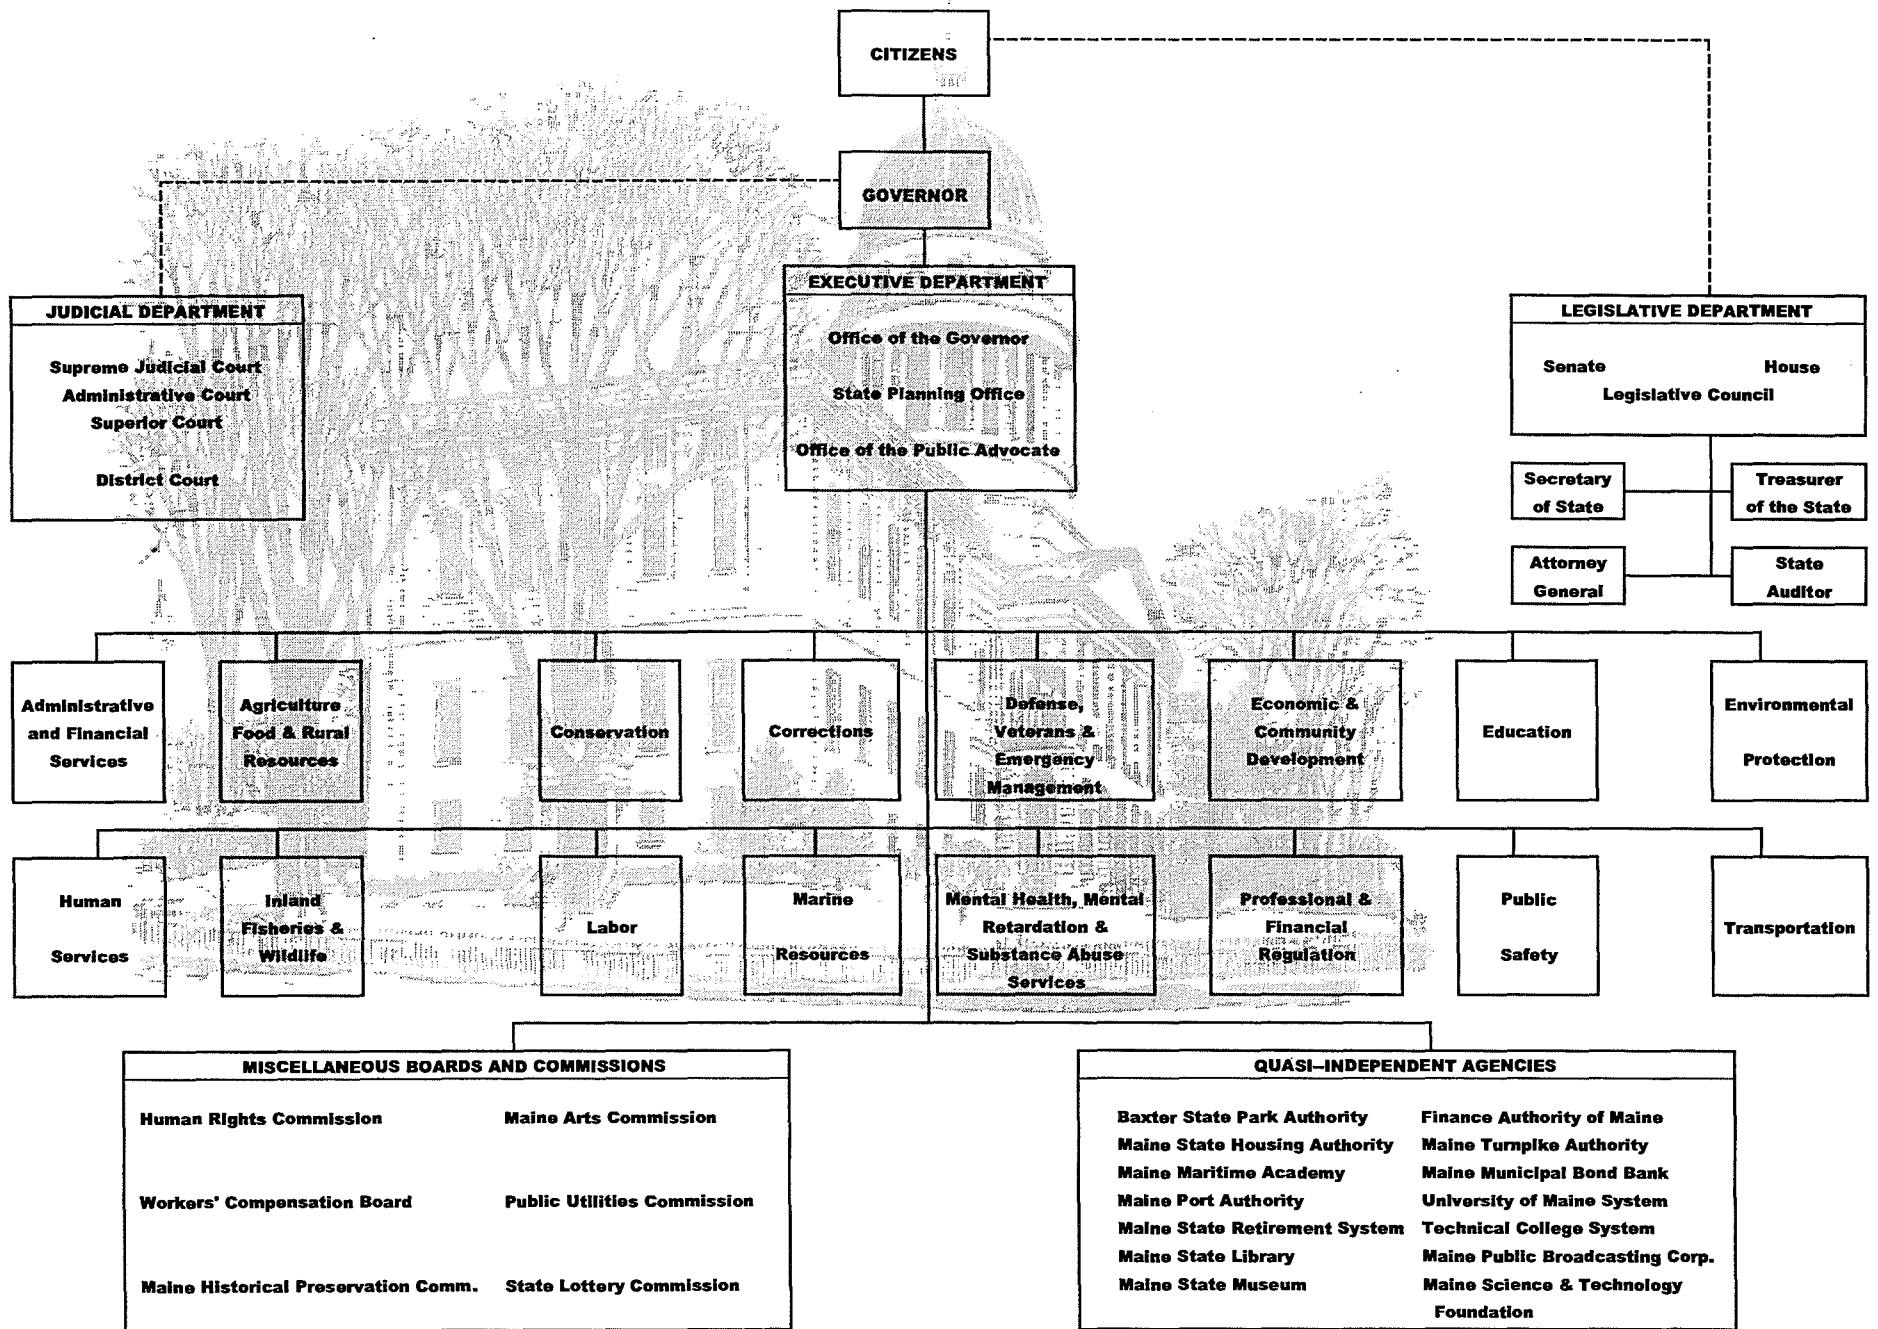 CITIZENS
GOVERNOR
EXECUTIVE DEPARTMENT
Office of the Governor
State Planning Office
Office of the Public Advocate
JUDICIAL DEPARTMENT
Supreme Judicial Court
Administrative Court
Superior Court
District Court
LEGISLATIVE DEPARTMENT
Senate House
Legislative Council
Secretary
of State
Treasurer
of the State
Attorney
General
State
Auditor
Administrative
and Financial
Services
Agriculture
Food & Rural
Resources
Conservation
Corrections
Defense,
Veterans &
Emergency
Management
Economic &
Community
Development
Education
Environmental
Protection
Human
Services
Inland
Fisheries &
Wildlife
Labor
Marine
Resources
Mental Health, Mental
Retardation &
Substance Abuse
Services
Professional &
Financial
Regulation
Public
Safety
Transportation
MISCELLANEOUS BOARDS AND COMMISSIONS
Human Rights Commission Maine Arts Commission
Workers' Compensation Board Public Utilities Commission
Maine Historical Preservation Comm. State Lottery Commission
QUASI–INDEPENDENT AGENCIES
Baxter State Park Authority Finance Authority of Maine
Maine State Housing Authority Maine Turnpike Authority
Maine Maritime Academy Maine Municipal Bond Bank
Maine Port Authority University of Maine System
Maine State Retirement System Technical College System
Maine State Library Maine Public Broadcasting Corp.
Maine State Museum Maine Science & Technology
Foundation